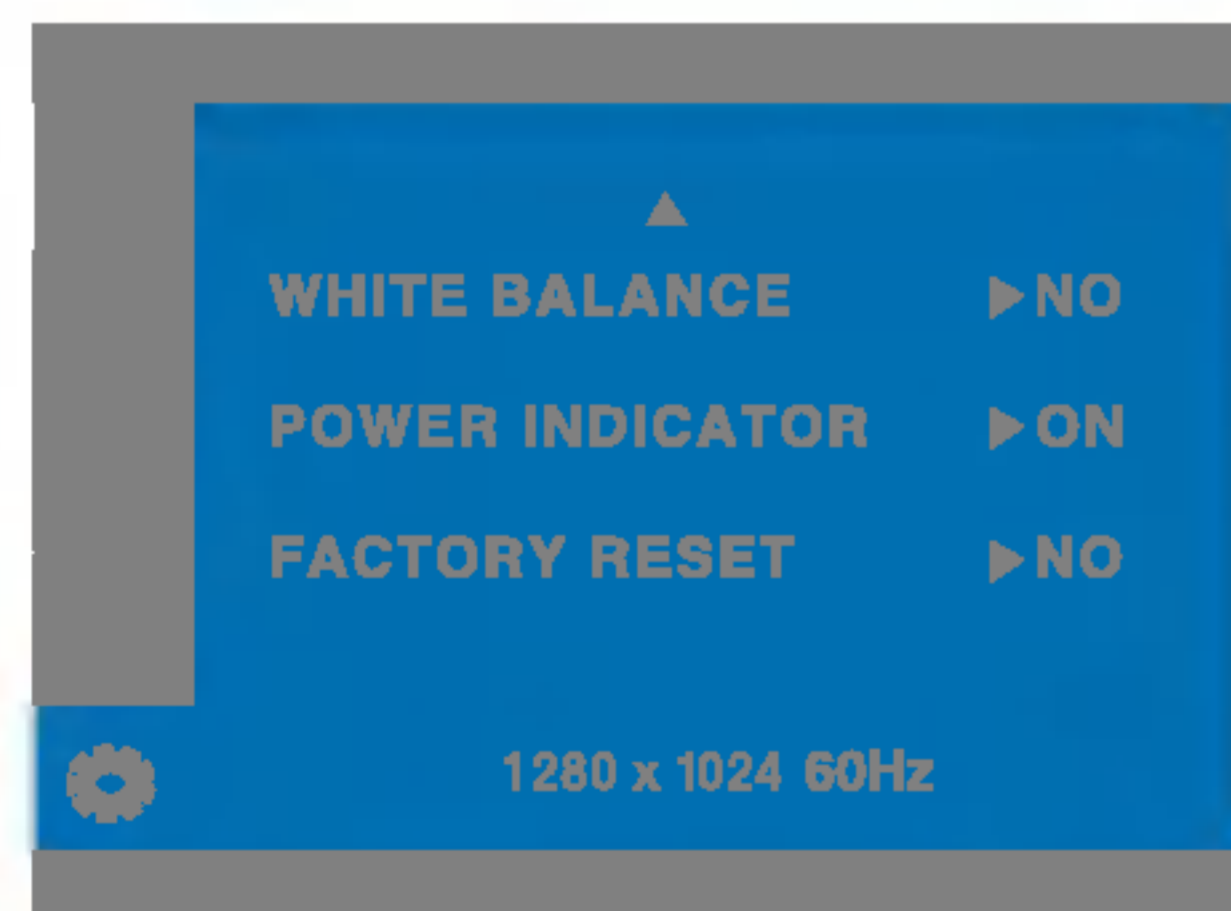 WHITE BALANCE ▶NO
POWER INDICATOR ▶ON
FACTORY RESET ▶NO
1280 x 1024 60Hz